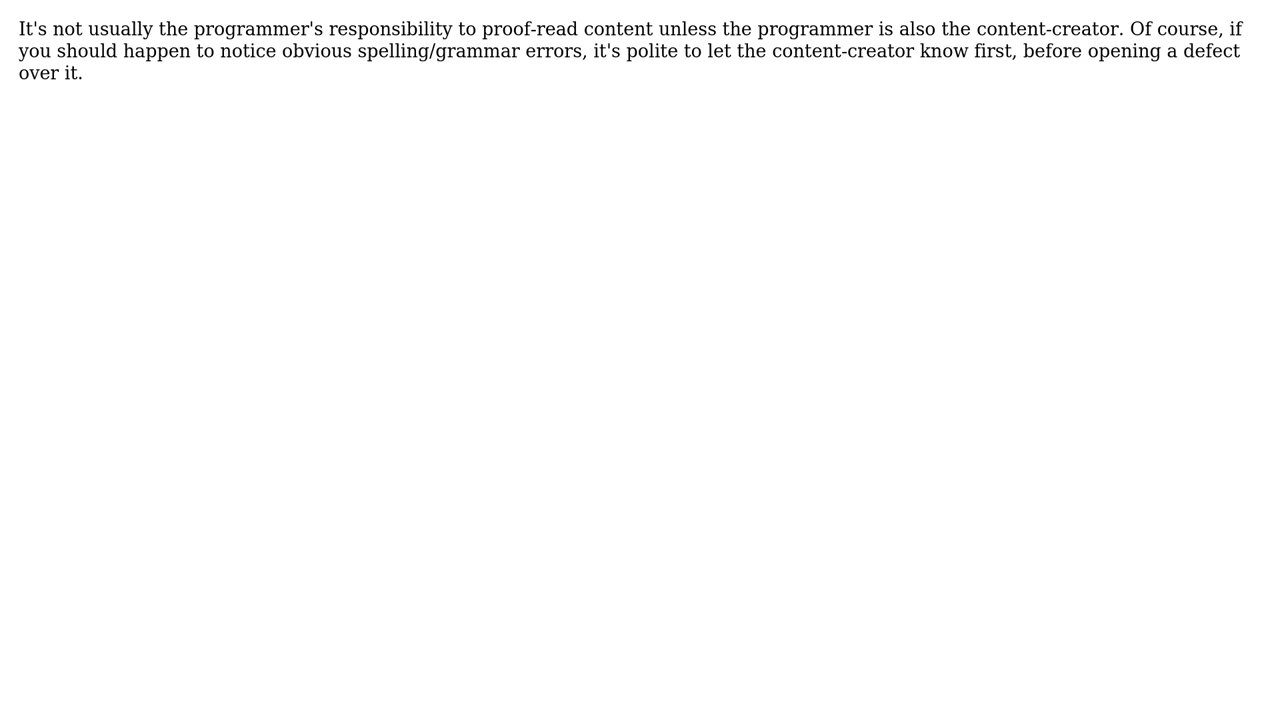 It's not usually the programmer's responsibility to proof-read content unless the programmer is also the content-creator. Of course, if
you should happen to notice obvious spelling/grammar errors, it's polite to let the content-creator know first, before opening a defect
over it.